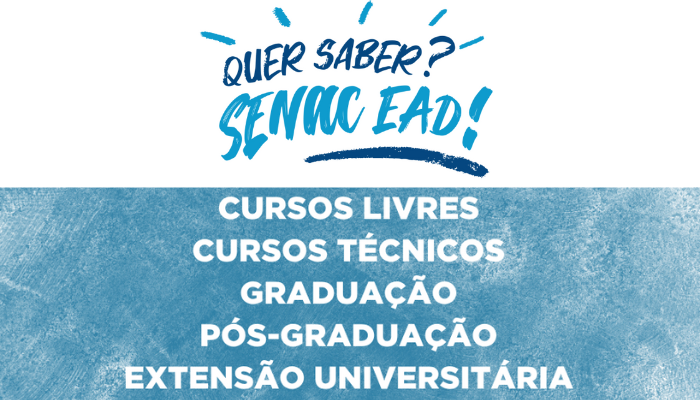 QUER SABER?
SENAC EAD!
CURSOS LIVRES
CURSOS TÉCNICOS
GRADUAÇÃO
PÓS-GRADUAÇÃO
EXTENSÃO UNIVERSITÁRIA